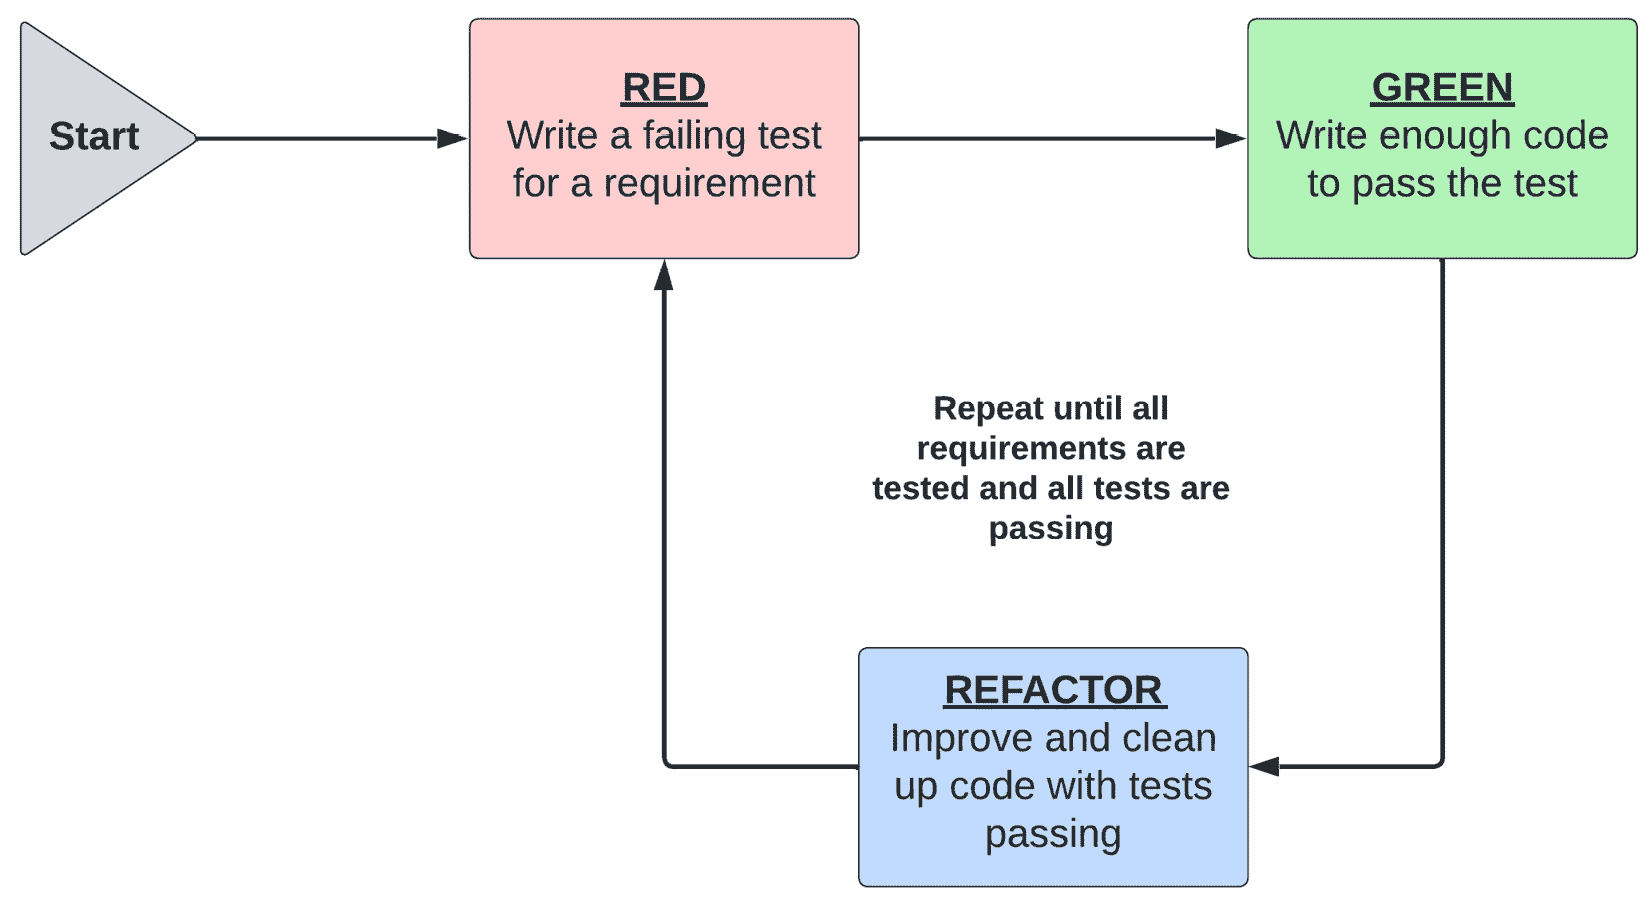 Start
RED
Write a failing test
for a requirement
GREEN
Write enough code
to pass the test
Repeat until all
requirements are
tested and all tests are
passing
REFACTOR
Improve and clean
up code with tests
passing